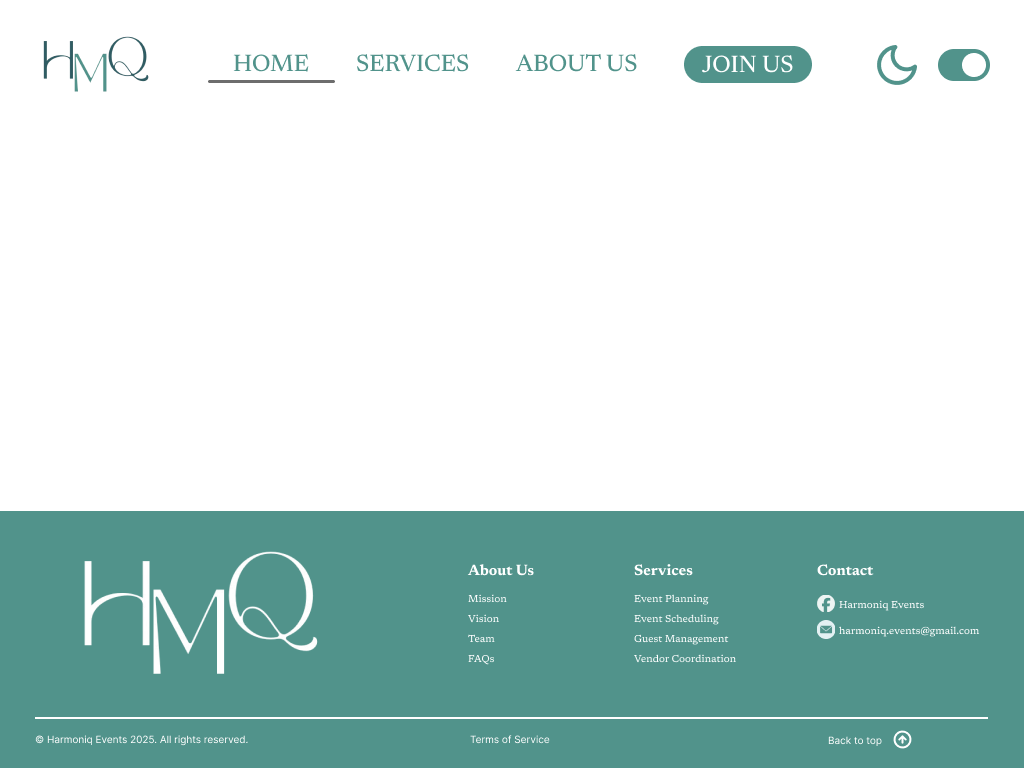 HMQ
HOME SERVICES ABOUT US JOIN US
HMQ
About Us
Mission
Vision
Team
FAQs
Services
Event Planning
Event Scheduling
Guest Management
Vendor Coordination
Contact
Harmoniq Events
harmoniq.events@gmail.com
© Harmoniq Events 2025. All rights reserved.
Terms of Service
Back to top